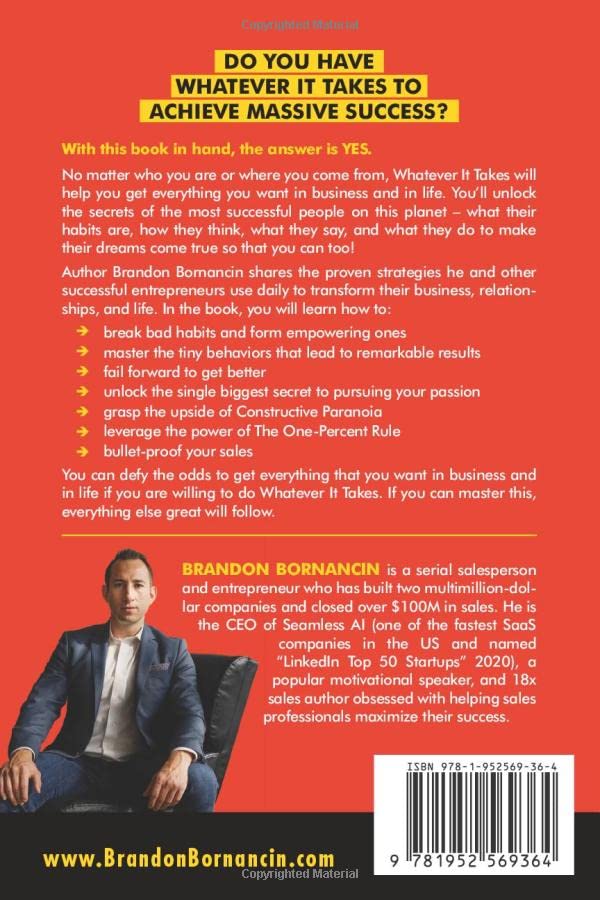 Copyrighted Material
DO YOU HAVE
WHATEVER IT TAKES TO
ACHIEVE MASSIVE SUCCESS?
With this book in hand, the answer is YES.
No matter who you are or where you come from, Whatever It Takes will
help you get everything you want in business and in life. You'll unlock
the secrets of the most successful people on this planet – what their
habits are, how they think, what they say, and what they do to make
their dreams come true so that you can too!
Author Brandon Bornancin shares the proven strategies he and other
successful entrepreneurs use daily to transform their business, relation-
ships, and life. In the book, you will learn how to:
➔ break bad habits and form empowering ones
➔ master the tiny behaviors that lead to remarkable results
➔ fail forward to get better
➔ unlock the single biggest secret to pursuing your passion
➔ grasp the upside of Constructive Paranoia
➔ leverage the power of The One-Percent Rule
➔ bullet-proof your sales
You can defy the odds to get everything that you want in business and
in life if you are willing to do Whatever It Takes. If you can master this,
everything else great will follow.
BRANDON BORNANCIN is a serial salesperson
and entrepreneur who has built two multimillion-dol-
lar companies and closed over $100M in sales. He is
the CEO of Seamless AI (one of the fastest SaaS
companies in the US and named
"LinkedIn Top 50 Startups" 2020), a
popular motivational speaker, and 18x
sales author obsessed with helping sales
professionals maximize their success.
ISBN 978-1-952569-36-4
9 781952 569364
www.BrandonBornancin.com
Copyrighted Material